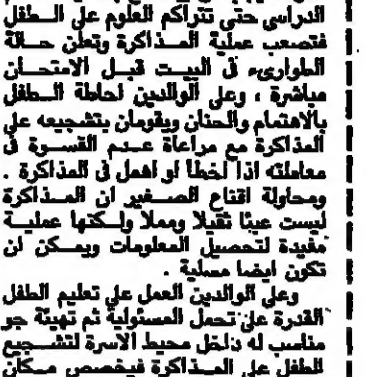 الدراسى حتى تتراكم العلوم على الطفل
فتصعب عملية المذاكرة وتعلن حالة
الطوارىء فى البيت قبل الامتحان
مباشرة ، وعلى الوالدين احاطة الطفل
بالاهتمام والحنان ويقومان بتشجيعه على
المذاكرة مع مراعاة عدم القسوة فى
معاملته اذا اخطأ او اهمل فى المذاكرة .
ومحاولة اقناع الصغير ان المذاكرة
ليست عبئا ثقيلا ومملا ولكنها عملية
مفيدة لتحصيل المعلومات ويمكن ان
تكون ايضا مسلية .
وعلى الوالدين العمل على تعليم الطفل
القدرة على تحمل المسئولية ثم تهيئة جو
مناسب له داخل محيط الاسرة لتشجيع
الطفل على المذاكرة فيخصص مكان